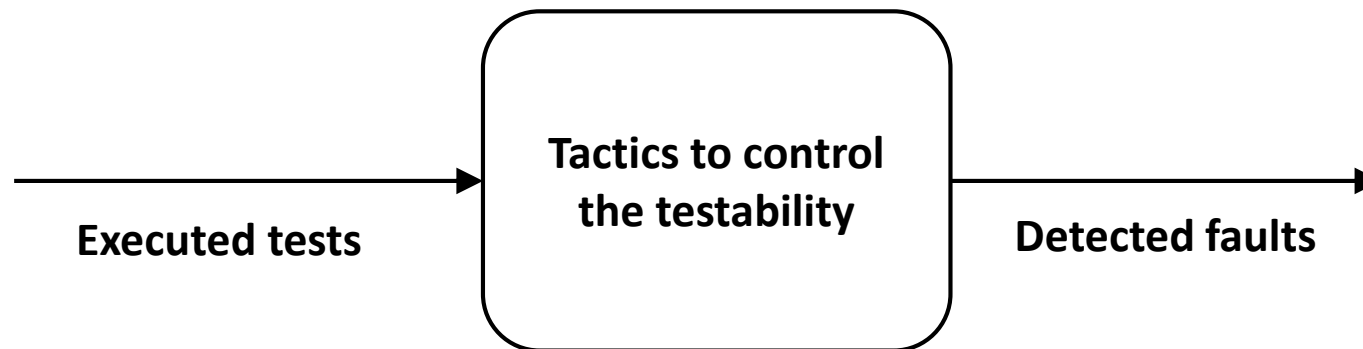 Tactics to control
the testability
Executed tests
Detected faults